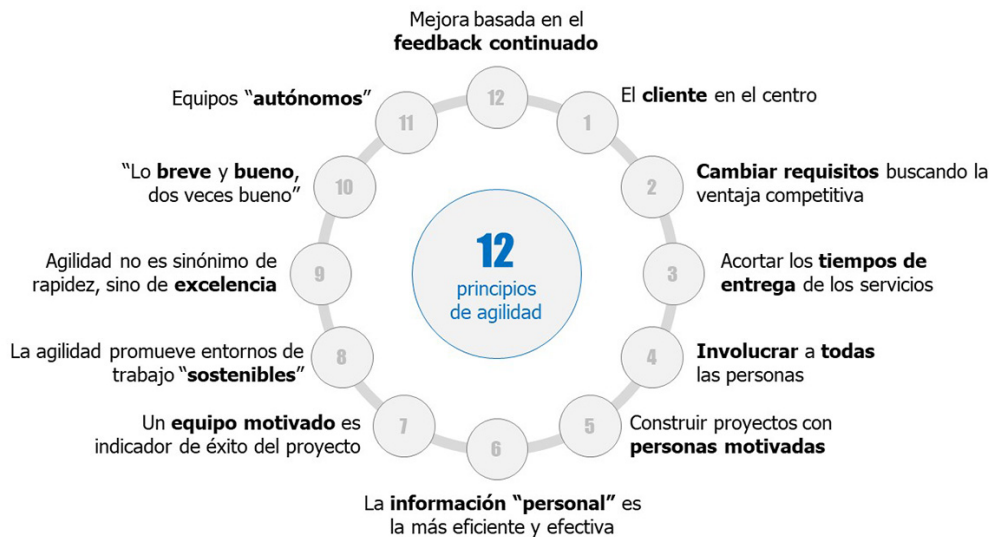 Mejora basada en el
feedback continuado
12
El cliente en el centro
1
Cambiar requisitos buscando la
ventaja competitiva
2
Acortar los tiempos de
entrega de los servicios
3
Involucrar a todas
las personas
4
Construir proyectos con
personas motivadas
5
La información “personal” es
la más eficiente y efectiva
6
Un equipo motivado es
indicador de éxito del proyecto
7
La agilidad promueve entornos de
trabajo “sostenibles”
8
Agilidad no es sinónimo de
rapidez, sino de excelencia
9
“Lo breve y bueno,
dos veces bueno”
10
Equipos “autónomos”
11
12
principios
de agilidad